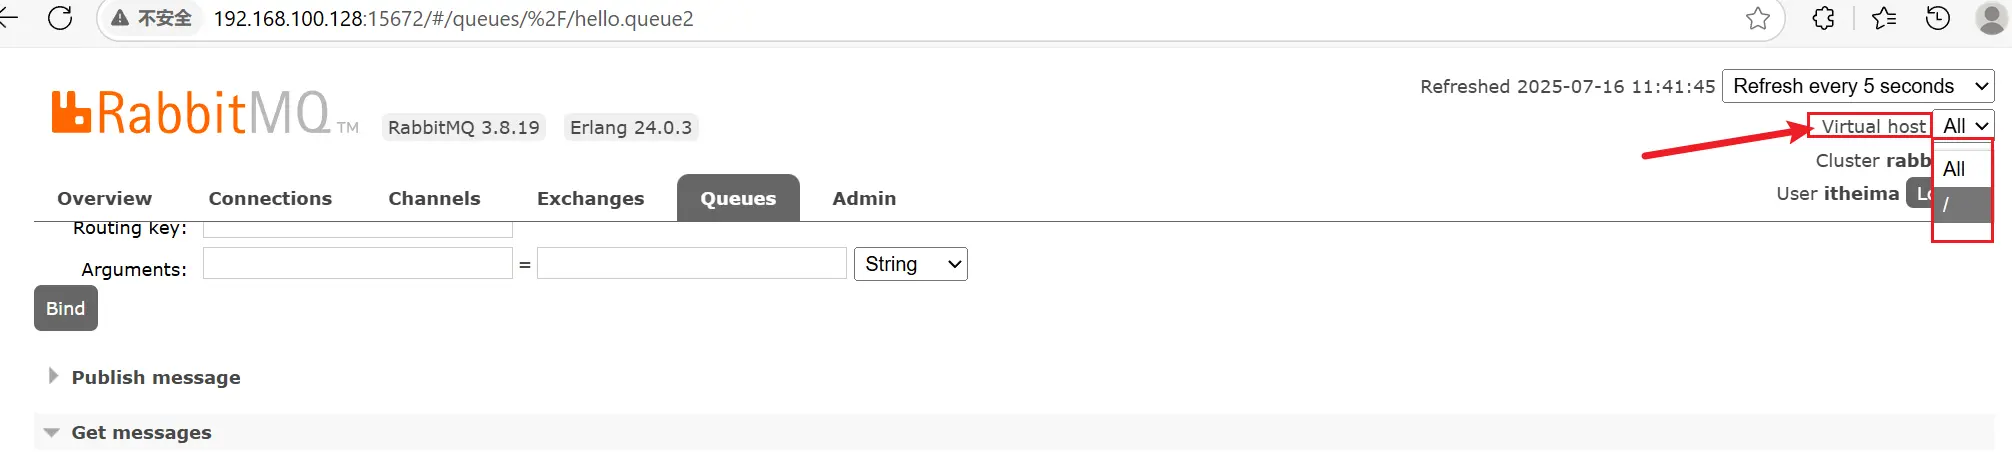 不安全 192.168.100.128:15672/#/queues/%2F/hello.queue2
Refreshed 2025-07-16 11:41:45 Refresh every 5 seconds
RabbitMQ TM RabbitMQ 3.8.19 Erlang 24.0.3
Virtual host All
Cluster rabb
All
User itheima Lo
/
Overview Connections Channels Exchanges Queues Admin
Routing key:
Arguments: = String
Bind
Publish message
Get messages